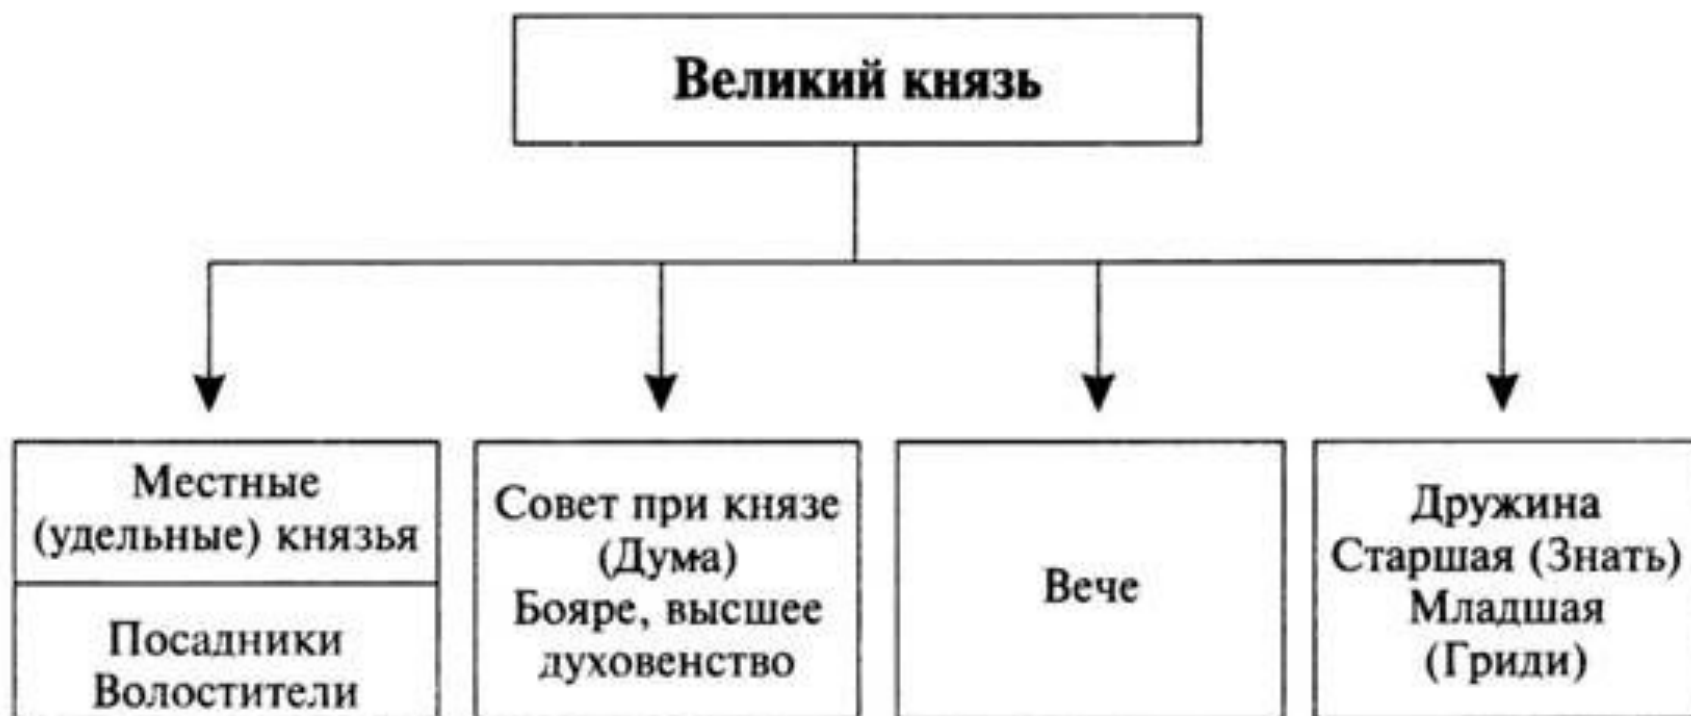 Великий князь
Местные
(удельные) князья
Посадники
Волостители
Совет при князе
(Дума)
Бояре, высшее
духовенство
Вече
Дружина
Старшая (Знать)
Младшая
(Гриди)